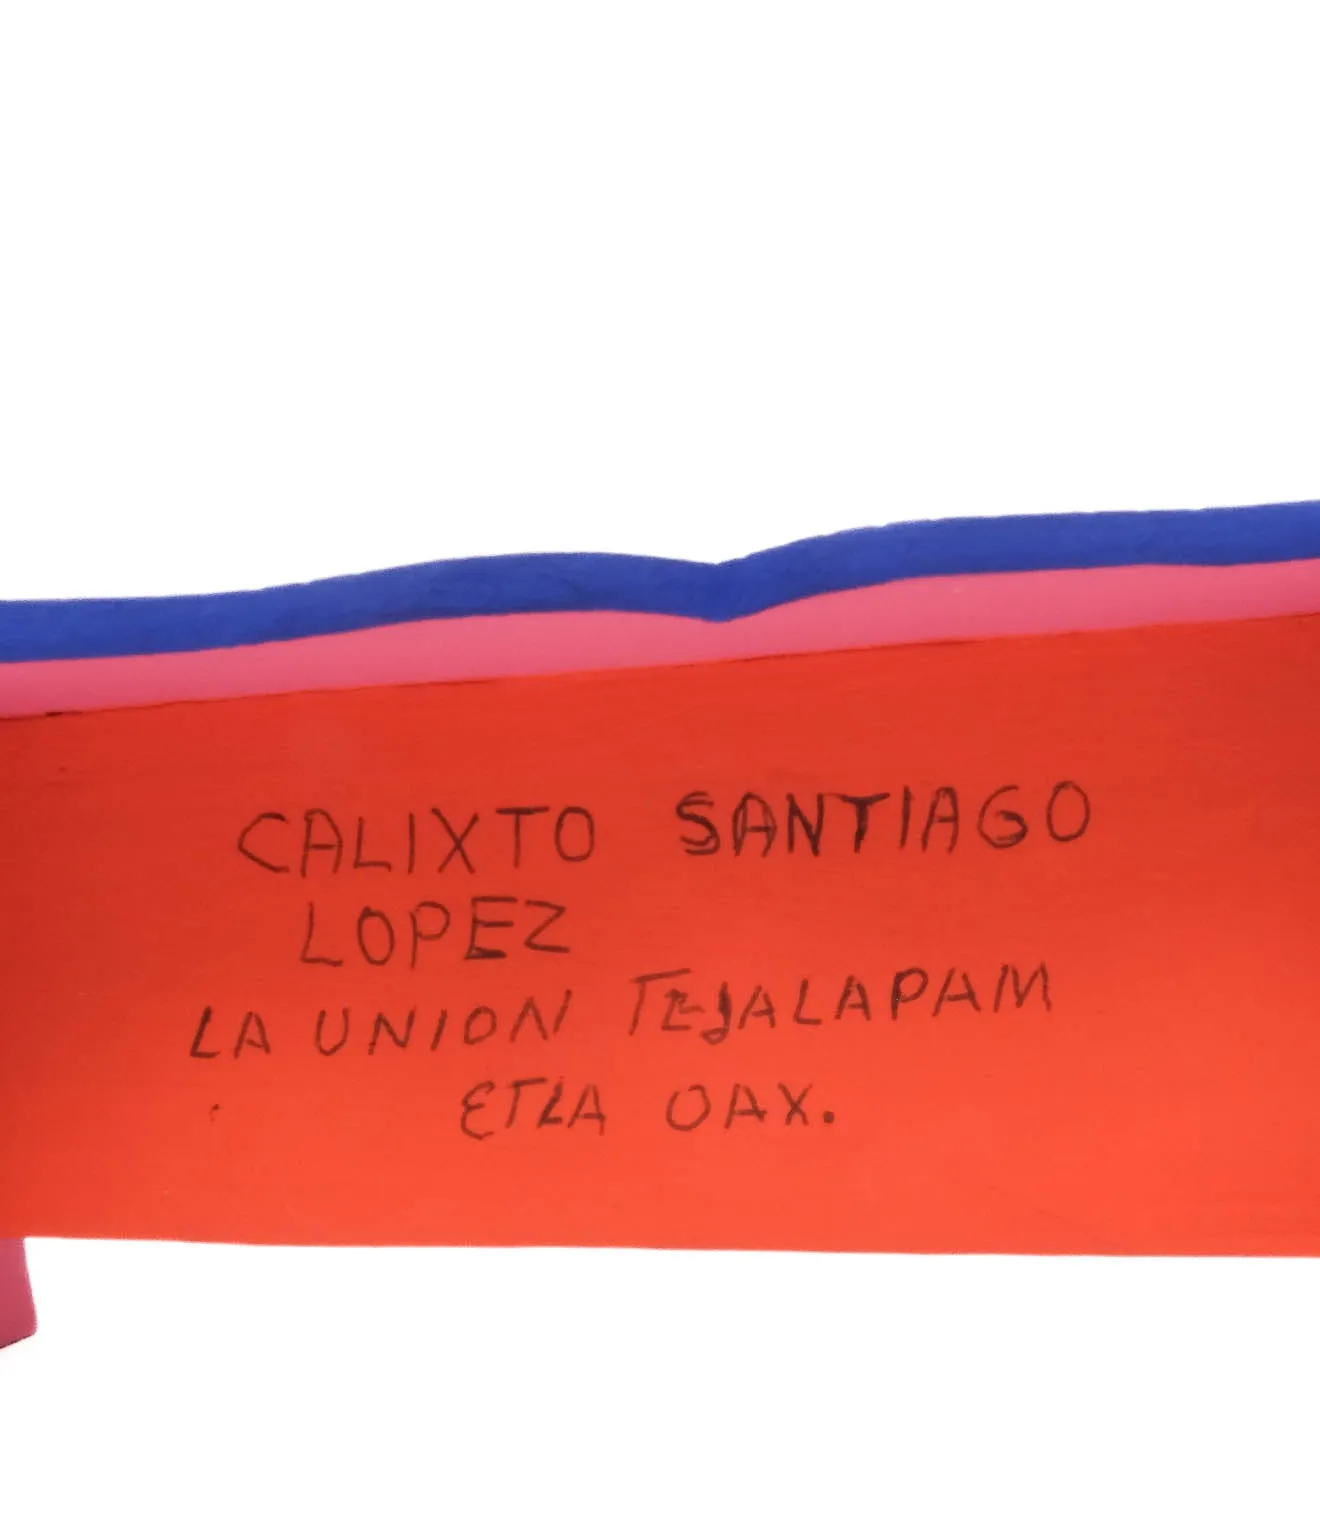 CALIXTO SANTIAGO
LOPEZ
LA UNION TEJALAPAM
ETLA OAX.